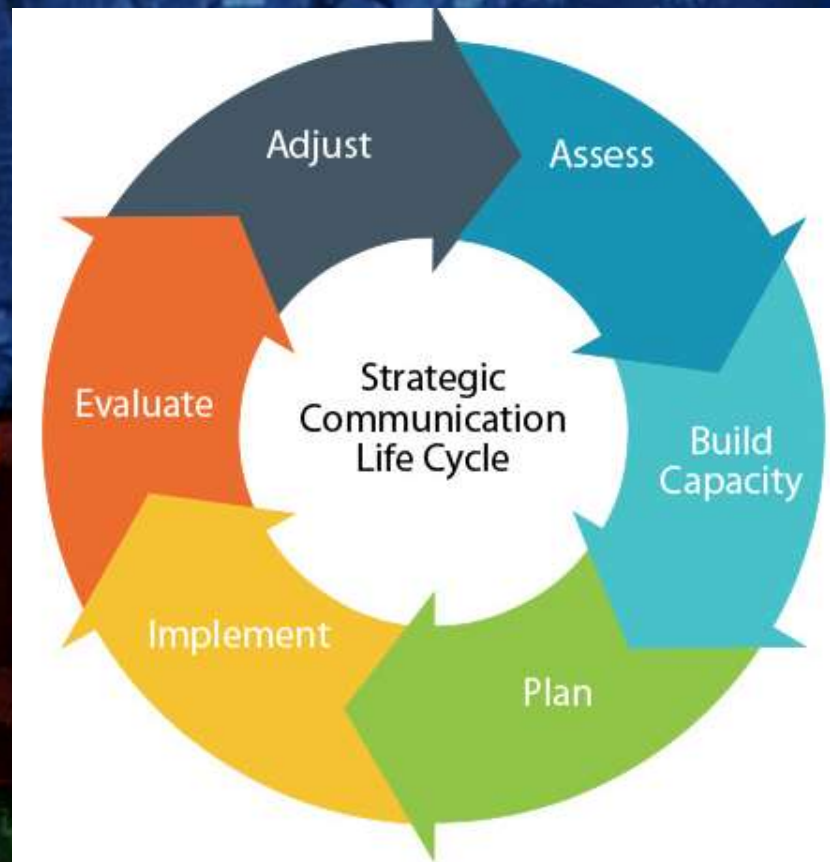 Adjust
Assess
Strategic
Communication
Life Cycle
Evaluate
Build
Capacity
Implement
Plan